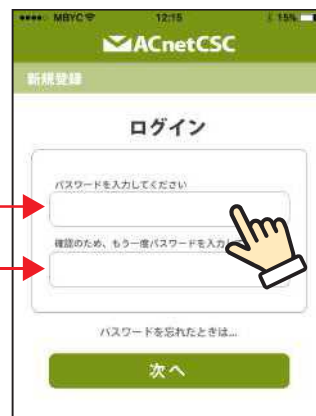 MBYC 12:15 15%
ACnetCSC
新規登録
ログイン
パスワードを入力してください
確認のため、もう一度パスワードを入力
パスワードを忘れたときは...
次へ